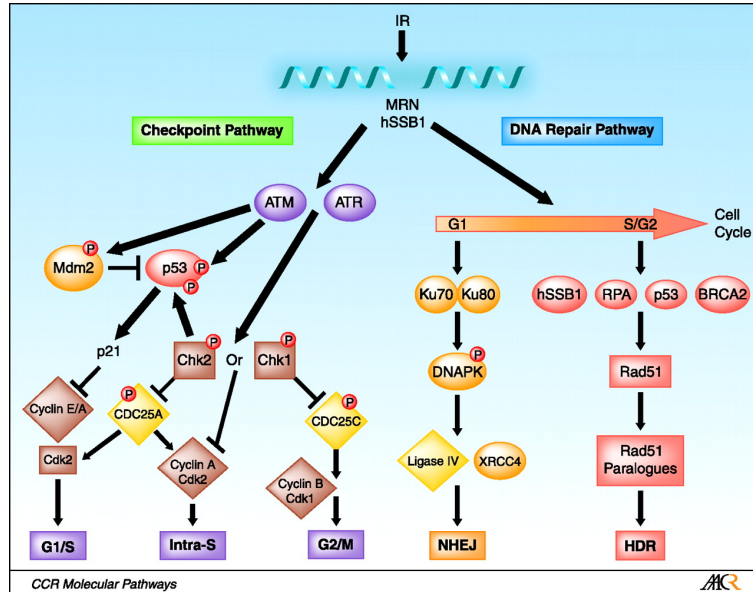 IR
MRN
hSSB1
Checkpoint Pathway
DNA Repair Pathway
ATM
ATR
G1
S/G2
Cell
Cycle
Mdm2
P
p53
P
P
Ku70
Ku80
hSSB1
RPA
p53
BRCA2
p21
Chk2
P
Or
Chk1
P
DNAPK
P
Rad51
Cyclin E/A
P
CDC25A
P
CDC25C
Cdk2
Cyclin A
Cdk2
Cyclin B
Cdk1
Ligase IV
XRCC4
Rad51
Paralogues
G1/S
Intra-S
G2/M
NHEJ
HDR
CCR Molecular Pathways
AACR